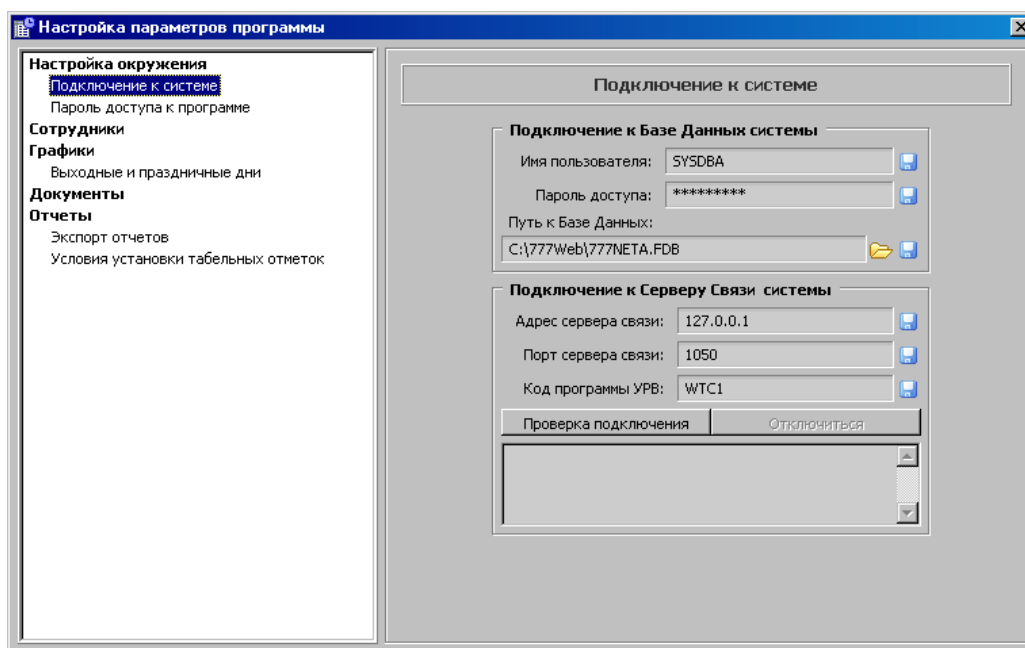 Настройка параметров программы
Настройка окружения
Подключение к системе
Пароль доступа к программе
Сотрудники
Графики
Выходные и праздничные дни
Документы
Отчеты
Экспорт отчетов
Условия установки табельных отметок
Подключение к системе
Подключение к Базе Данных системы
Имя пользователя: SYSDBA
Пароль доступа: *********
Путь к Базе Данных:
C:\777Web\777NETA.FDB
Подключение к Серверу Связи системы
Адрес сервера связи: 127.0.0.1
Порт сервера связи: 1050
Код программы УРВ: WTC1
Проверка подключения Отключиться